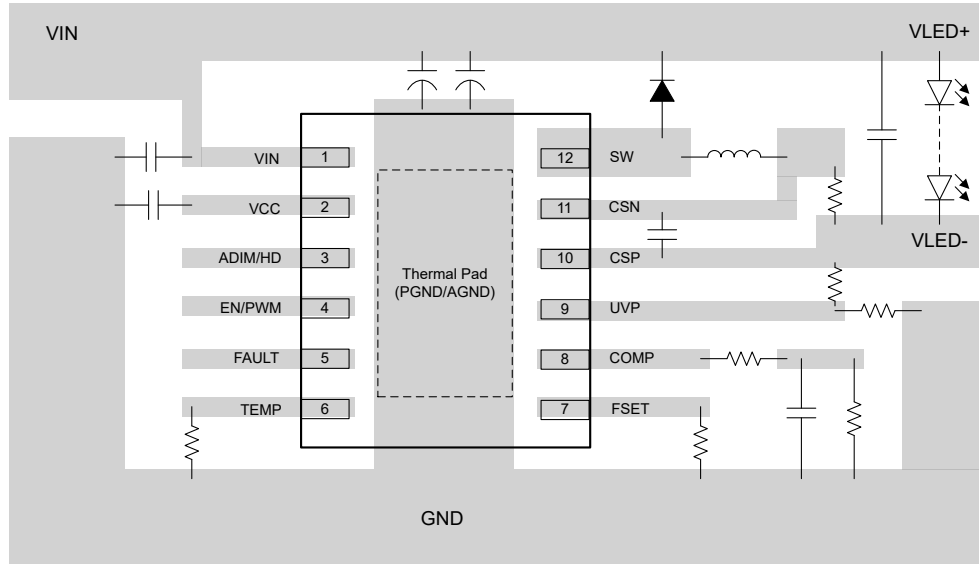 VIN
VLED+
VIN 1
12 SW
VCC 2
11 CSN
VLED-
ADIM/HD 3
10 CSP
Thermal Pad
(PGND/AGND)
EN/PWM 4
9 UVP
FAULT 5
8 COMP
TEMP 6
7 FSET
GND